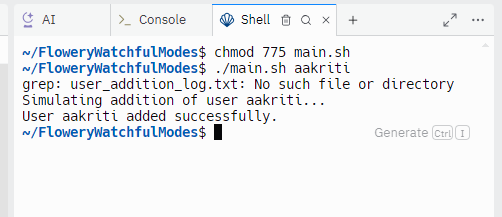 AI
Console
Shell
~/FloweryWatchfulModes$ chmod 775 main.sh
~/FloweryWatchfulModes$ ./main.sh aakriti
grep: user_addition_log.txt: No such file or directory
Simulating addition of user aakriti...
User aakriti added successfully.
~/FloweryWatchfulModes$
Generate Ctrl I